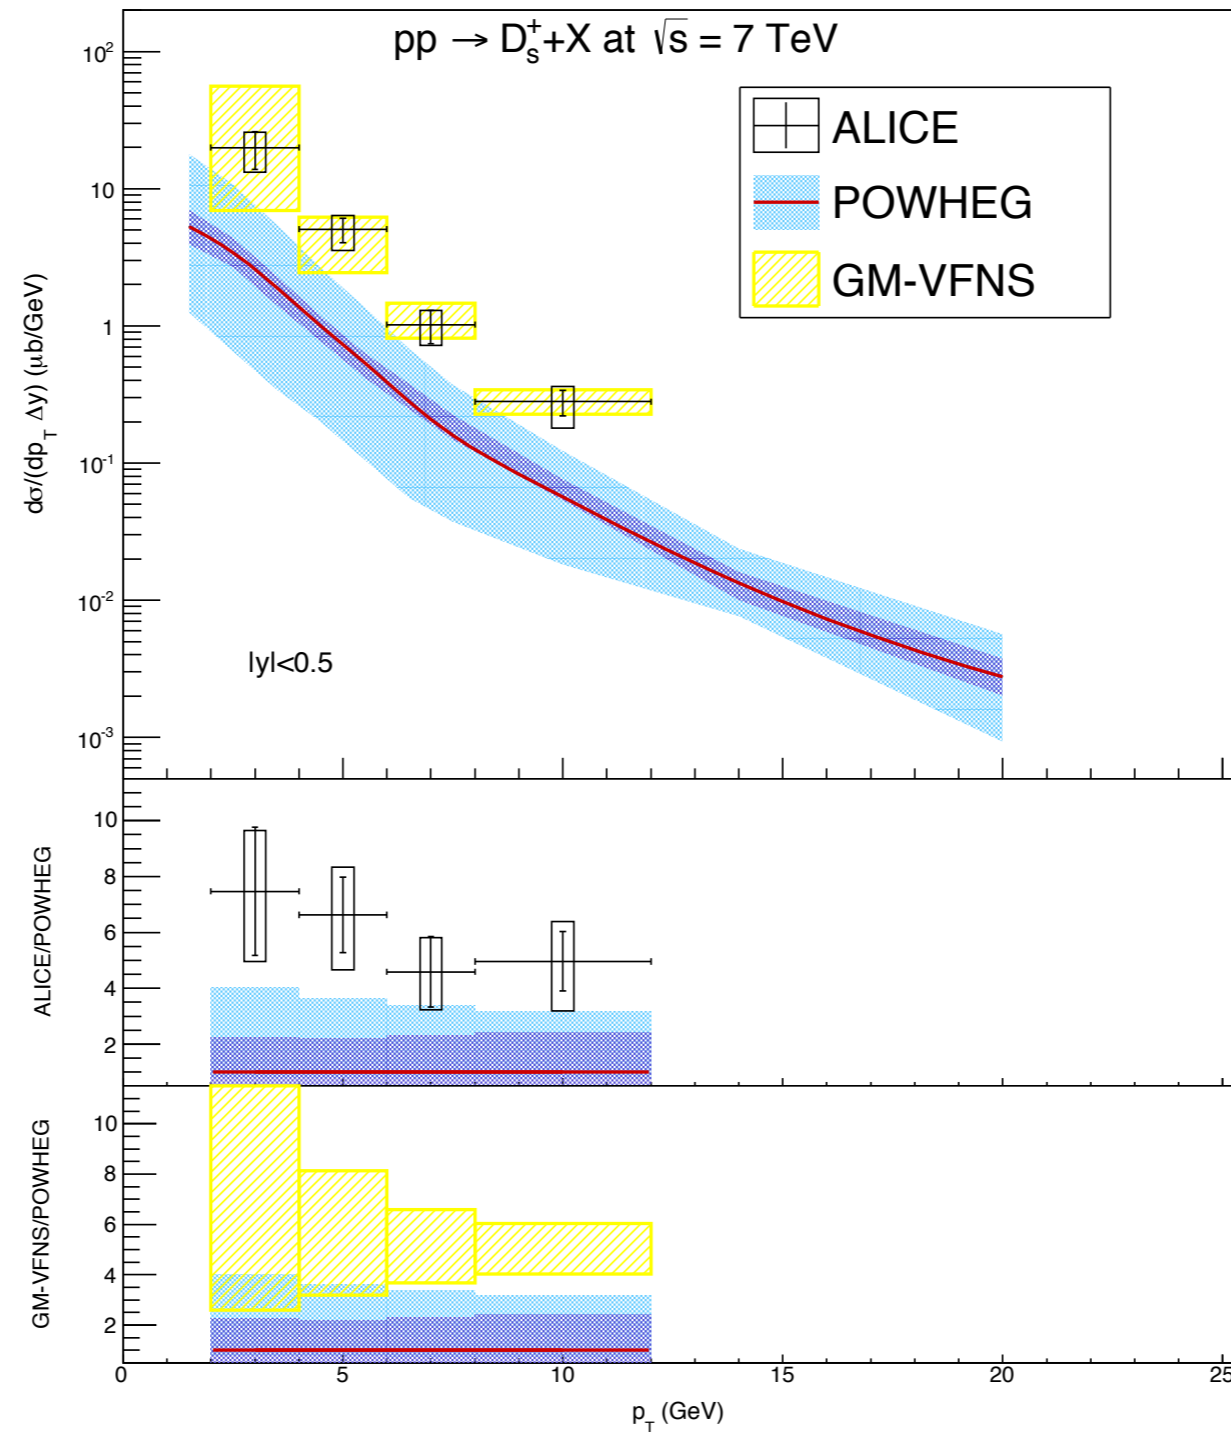 pp → D_s^+ +X at √s = 7 TeV
ALICE
POWHEG
GM-VFNS
dσ/(dp_T Δy) (μb/GeV)
10^2
10
1
10^-1
10^-2
10^-3
|y|<0.5
ALICE/POWHEG
10
8
6
4
2
GM-VFNS/POWHEG
10
8
6
4
2
0 5 10 15 20 25
p_T (GeV)